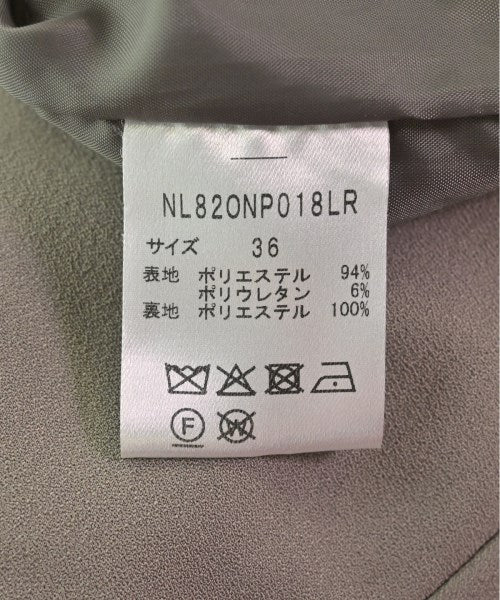 NL820NP018LR
サイズ 36
表地 ポリエステル 94%
ポリウレタン 6%
裏地 ポリエステル 100%
F W